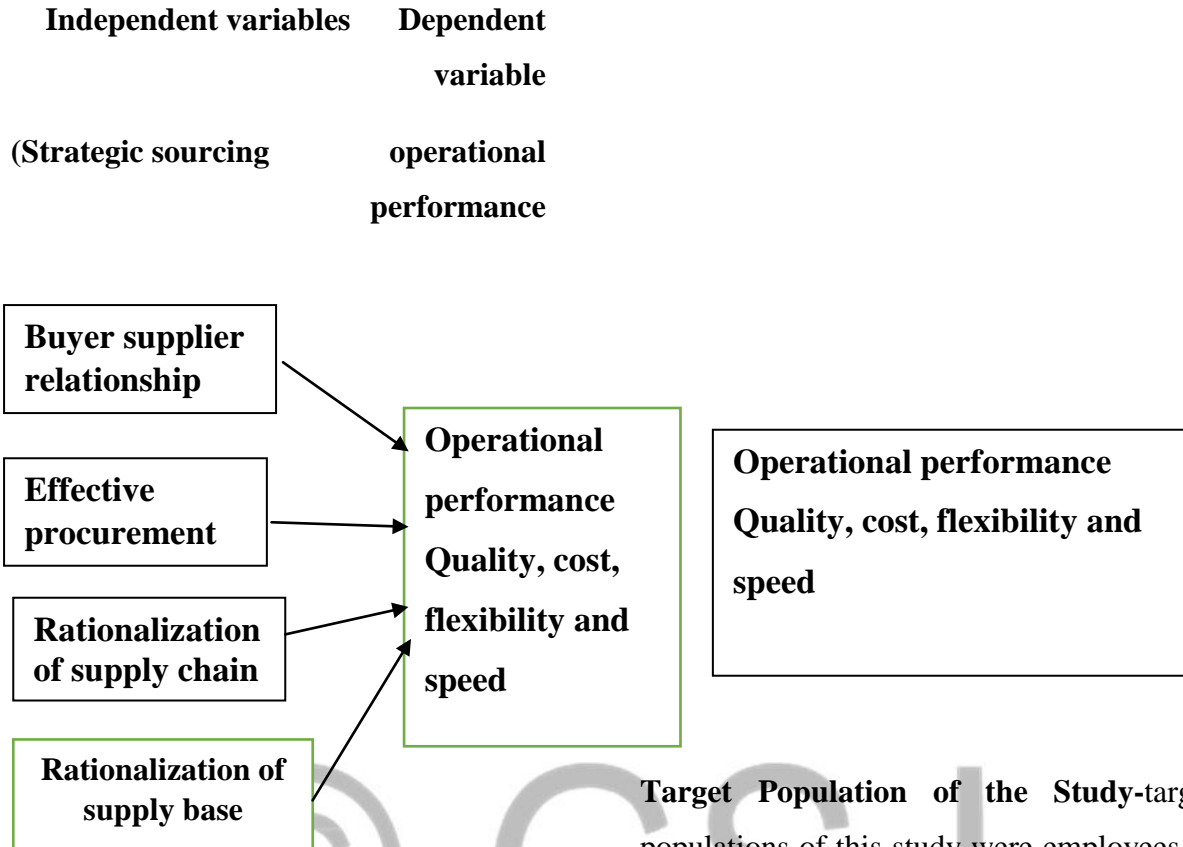 Independent variables Dependent
variable
(Strategic sourcing operational
performance
Buyer supplier
relationship
Effective
procurement
Rationalization
of supply chain
Rationalization of
supply base
Operational
performance
Quality, cost,
flexibility and
speed
Operational performance
Quality, cost, flexibility and
speed
Target Population of the Study-targ
populations of this study were employees